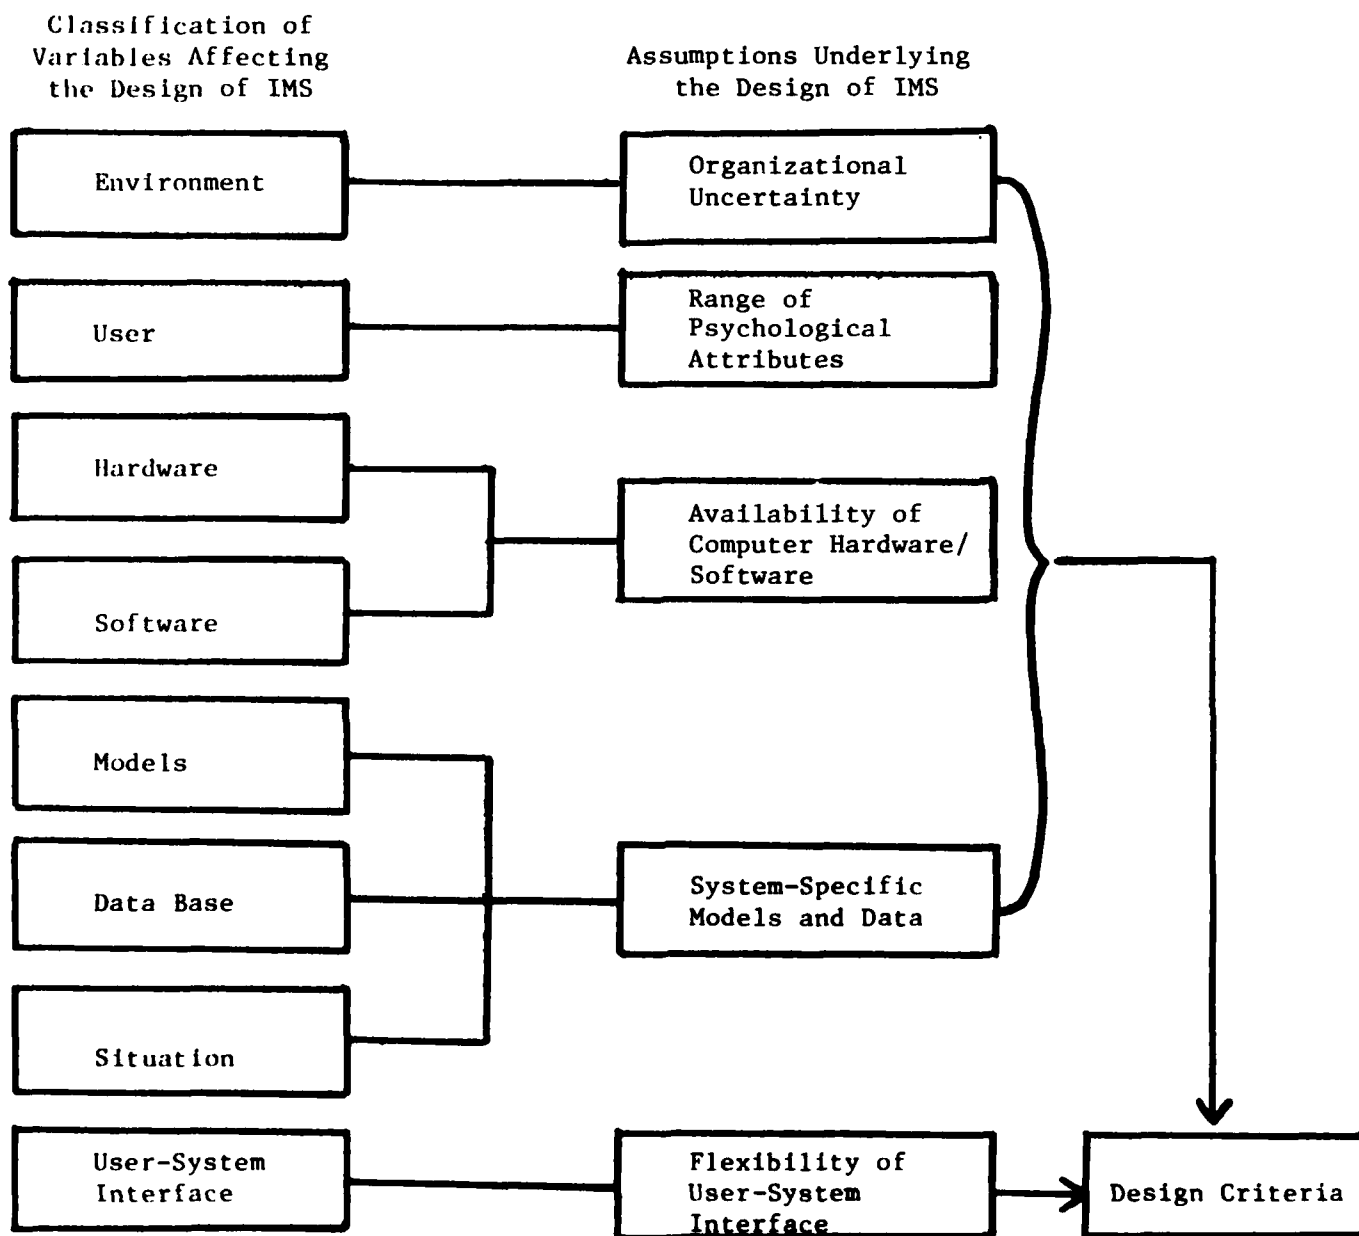 Classification of
Variables Affecting
the Design of IMS
Assumptions Underlying
the Design of IMS
Environment
Organizational
Uncertainty
User
Range of
Psychological
Attributes
Hardware
Availability of
Computer Hardware/
Software
Software
Models
Data Base
System-Specific
Models and Data
Situation
User-System
Interface
Flexibility of
User-System
Interface
Design Criteria